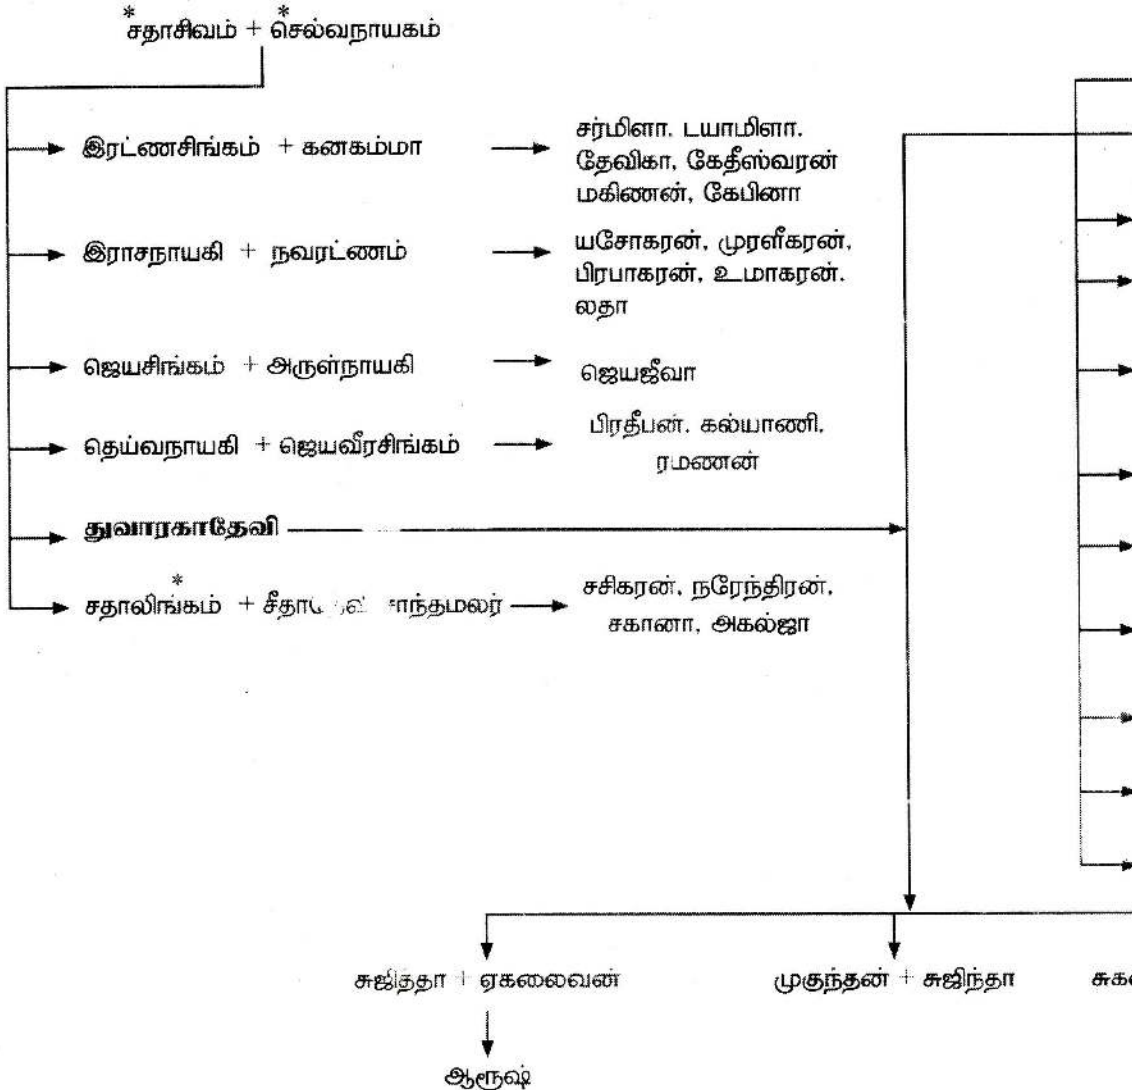 *சதாசிவம் + *செல்வநாயகம்
இரட்ணசிங்கம் + கனகம்மா
சர்மிளா. டயாமிளா.
தேவிகா, கேதீஸ்வரன்
மகிணன், கேபினா
இராசநாயகி + நவரட்ணம்
யசோகரன், முரளீகரன்,
பிரபாகரன், உமாகரன்.
லதா
ஜெயசிங்கம் + அருள்நாயகி
ஜெயஜீவா
தெய்வநாயகி + ஜெயவீரசிங்கம்
பிரதீபன். கல்யாணி,
ரமணன்
துவாரகாதேவி
சதாலிங்கம்* +
சசிகரன், நரேந்திரன்,
சகானா, அகல்ஜா
சுஜித்தா + ஏகலைவன்
முகுந்தன் + சுஜிந்தா
ஆரூஷ்